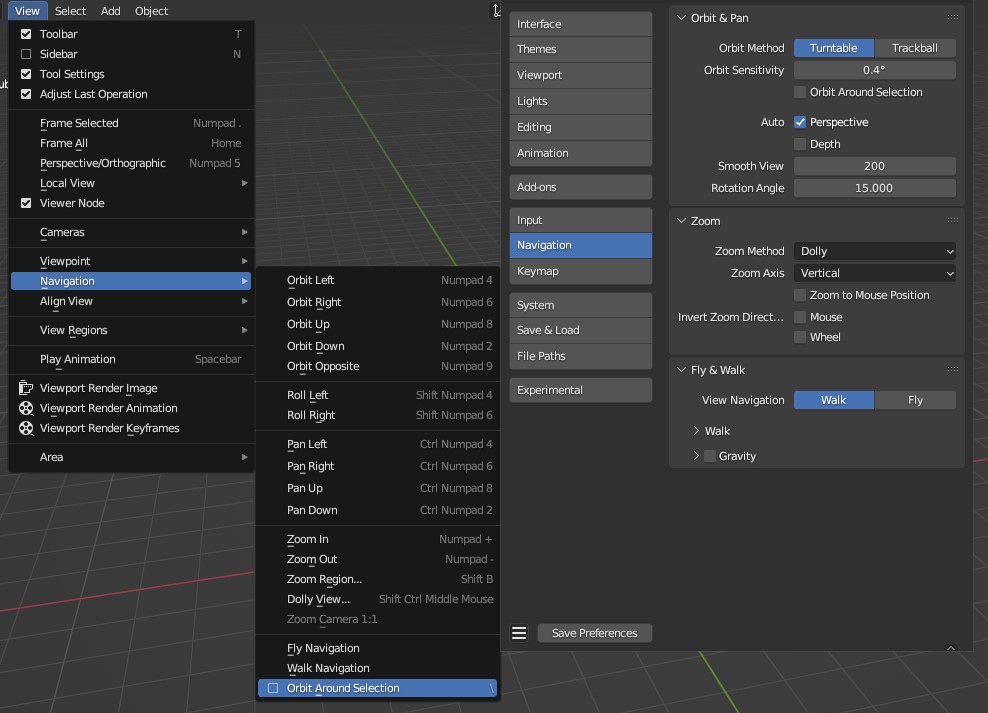 View Select Add Object
Toolbar T
Sidebar N
Tool Settings
Adjust Last Operation
Frame Selected Numpad .
Frame All Home
Perspective/Orthographic Numpad 5
Local View
Viewer Node
Cameras
Viewpoint
Navigation
Align View
View Regions
Play Animation Spacebar
Viewport Render Image
Viewport Render Animation
Viewport Render Keyframes
Area
Orbit Left Numpad 4
Orbit Right Numpad 6
Orbit Up Numpad 8
Orbit Down Numpad 2
Orbit Opposite Numpad 9
Roll Left Shift Numpad 4
Roll Right Shift Numpad 6
Pan Left Ctrl Numpad 4
Pan Right Ctrl Numpad 6
Pan Up Ctrl Numpad 8
Pan Down Ctrl Numpad 2
Zoom In Numpad +
Zoom Out Numpad -
Zoom Region... Shift B
Dolly View... Shift Ctrl Middle Mouse
Zoom Camera 1:1
Fly Navigation
Walk Navigation
Orbit Around Selection \
Interface
Themes
Viewport
Lights
Editing
Animation
Add-ons
Input
Navigation
Keymap
System
Save & Load
File Paths
Experimental
Save Preferences
Orbit & Pan
Orbit Method Turntable Trackball
Orbit Sensitivity 0.4°
Orbit Around Selection
Auto Perspective
Depth
Smooth View 200
Rotation Angle 15.000
Zoom
Zoom Method Dolly
Zoom Axis Vertical
Zoom to Mouse Position
Invert Zoom Direct... Mouse
Wheel
Fly & Walk
View Navigation Walk Fly
Walk
Gravity